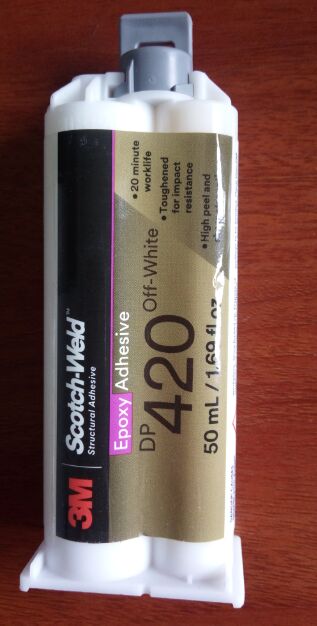 3M
Scotch-Weld™
Structural Adhesive
Epoxy Adhesive
DP
420
Off-White
• 20 minute
worklife
• Toughened
for impact
resistance
• High peel and
50 mL / 1.69 fl oz